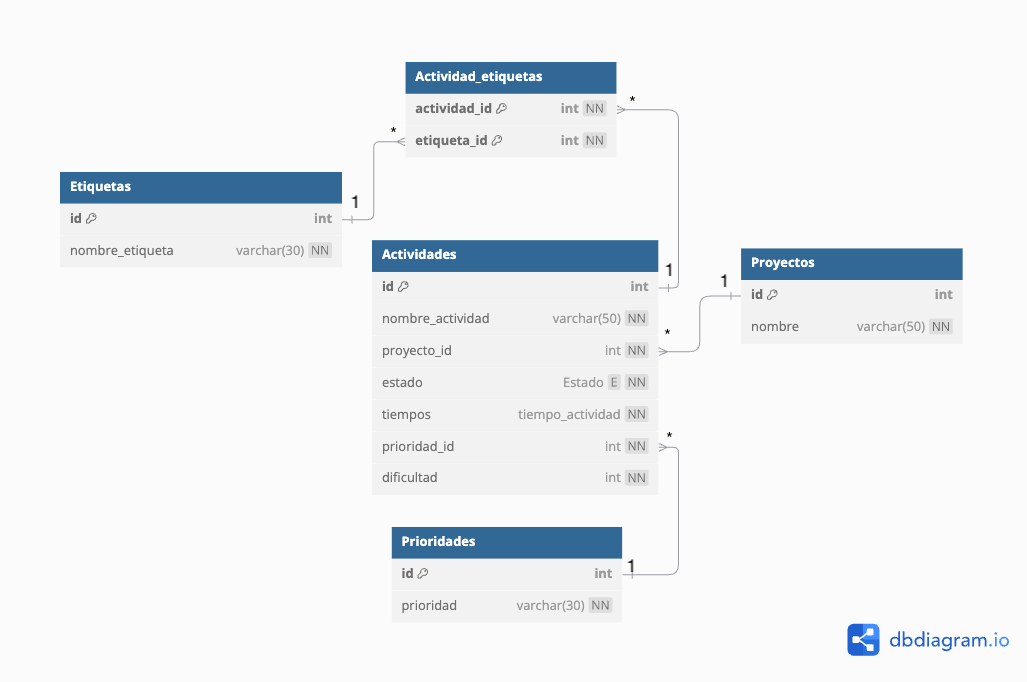 Actividad_etiquetas
actividad_id int NN
etiqueta_id int NN
*
*
Etiquetas
id int
nombre_etiqueta varchar(30) NN
1
Actividades
id int
nombre_actividad varchar(50) NN
proyecto_id int NN
estado Estado E NN
tiempos tiempo_actividad NN
prioridad_id int NN
dificultad int NN
1
*
*
Proyectos
id int
nombre varchar(50) NN
1
Prioridades
id int
prioridad varchar(30) NN
1
dbdiagram.io